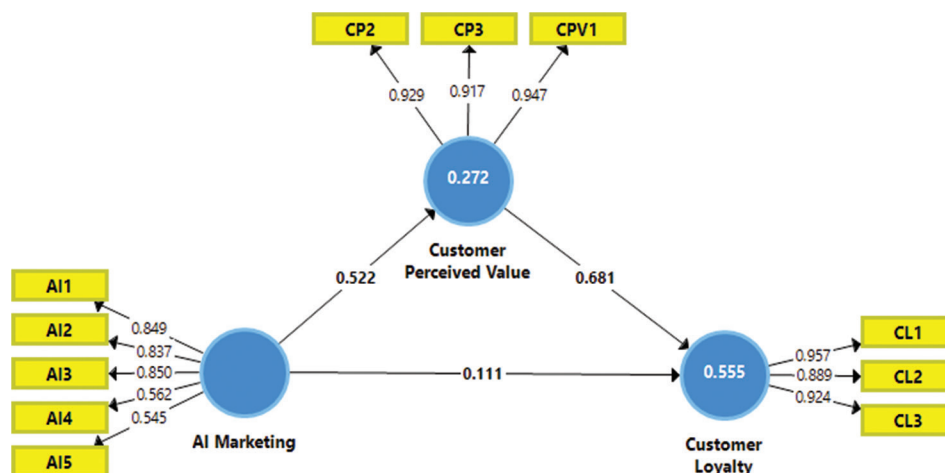 CP2
CP3
CPV1
0.929
0.917
0.947
0.272
Customer
Perceived Value
0.522
0.681
AI1
AI2
AI3
AI4
AI5
0.849
0.837
0.850
0.562
0.545
AI Marketing
0.111
0.555
Customer
Loyalty
0.957
0.889
0.924
CL1
CL2
CL3